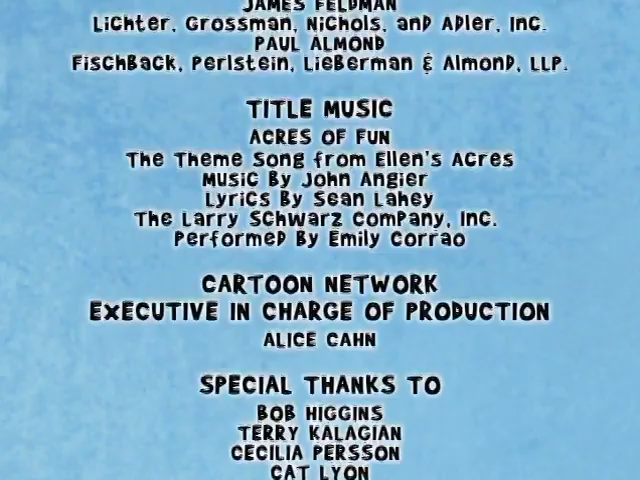 JAMES FELDMAN
Lichter, Grossman, Nichols, and Adler, Inc.
PAUL ALMOND
Fischback, Perlstein, Lieberman & Almond, LLP.
TITLE MUSIC
ACRES OF FUN
The Theme Song from Ellen's Acres
Music By John Angier
Lyrics By Sean Lahey
The Larry Schwarz Company, Inc.
Performed By Emily Corrao
CARTOON NETWORK
EXECUTIVE IN CHARGE OF PRODUCTION
ALICE CAHN
SPECIAL THANKS TO
BOB HIGGINS
TERRY KALAGIAN
CECILIA PERSSON
CAT LYON